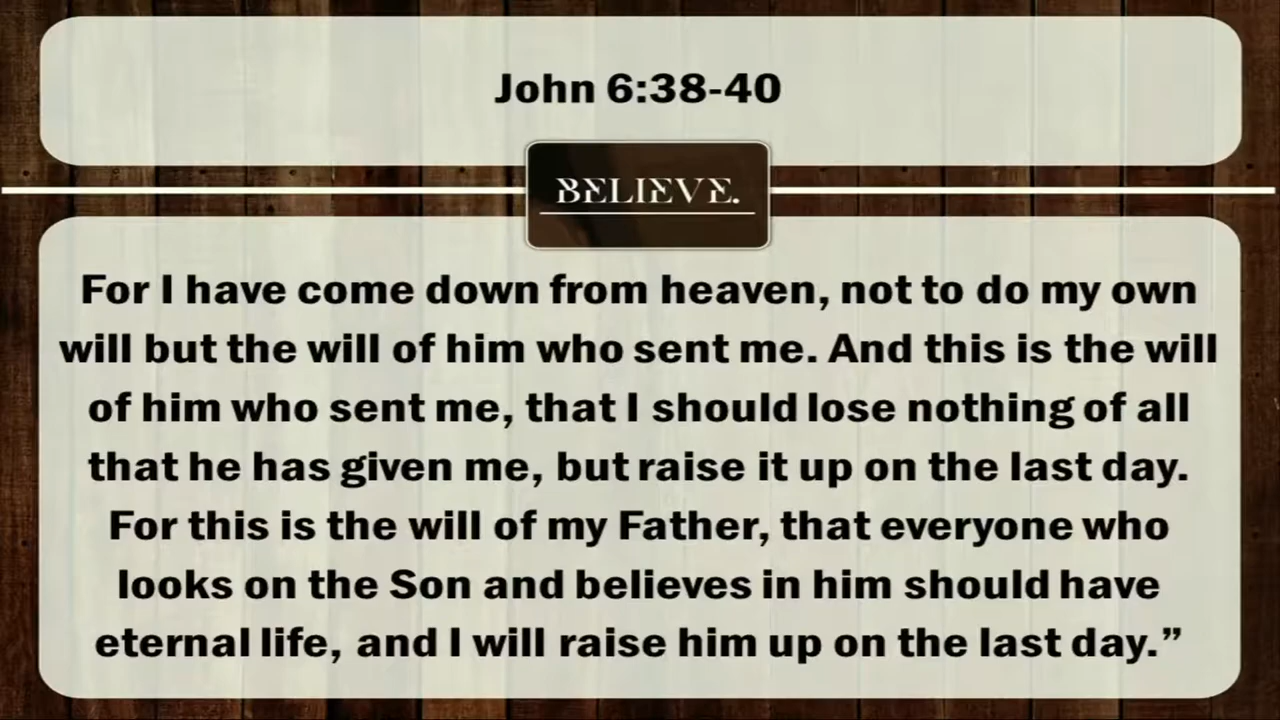 John 6:38-40
BELIEVE.
For I have come down from heaven, not to do my own
will but the will of him who sent me. And this is the will
of him who sent me, that I should lose nothing of all
that he has given me, but raise it up on the last day.
For this is the will of my Father, that everyone who
looks on the Son and believes in him should have
eternal life, and I will raise him up on the last day.”